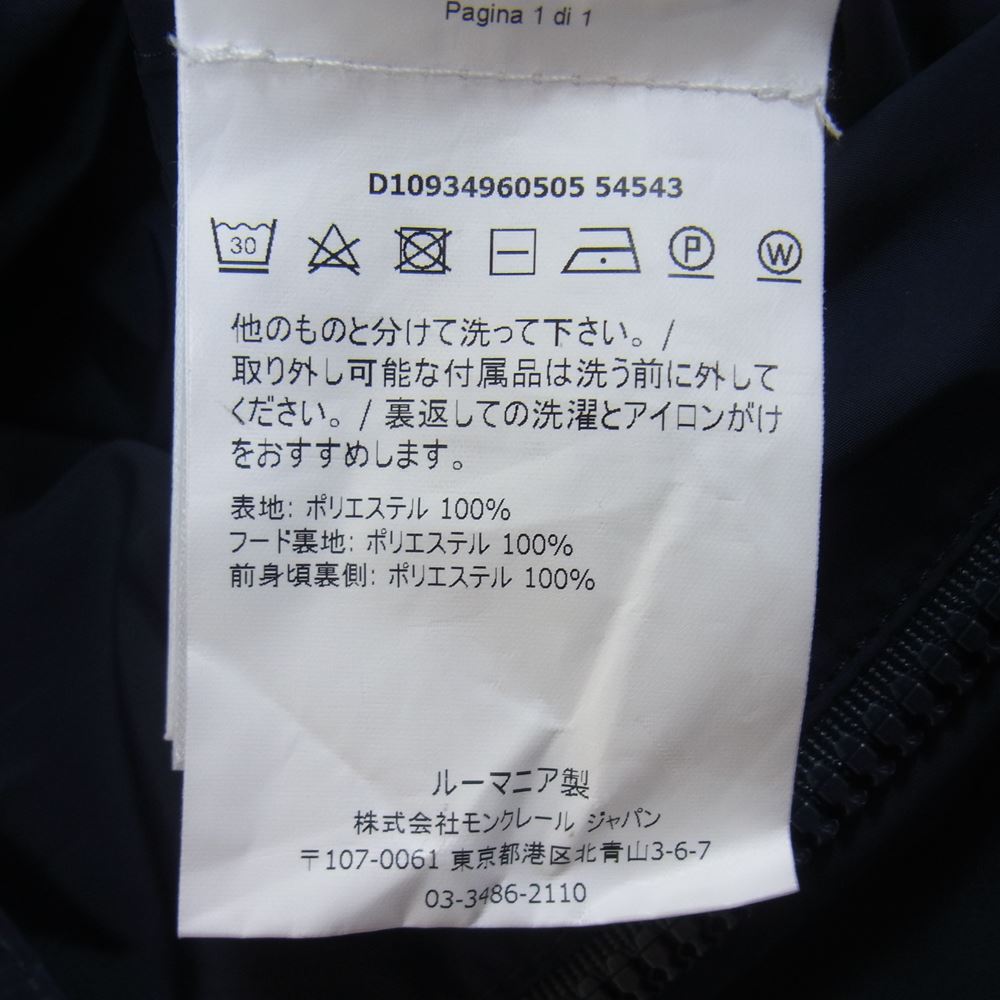 Pagina 1 di 1
D10934960505 54543
30 P W
他のものと分けて洗って下さい。/
取り外し可能な付属品は洗う前に外して
ください。/ 裏返しての洗濯とアイロンがけ
をおすすめします。
表地: ポリエステル 100%
フード裏地: ポリエステル 100%
前身頃裏側: ポリエステル 100%
ルーマニア製
株式会社モンクレール ジャパン
〒107-0061 東京都港区北青山3-6-7
03-3486-2110